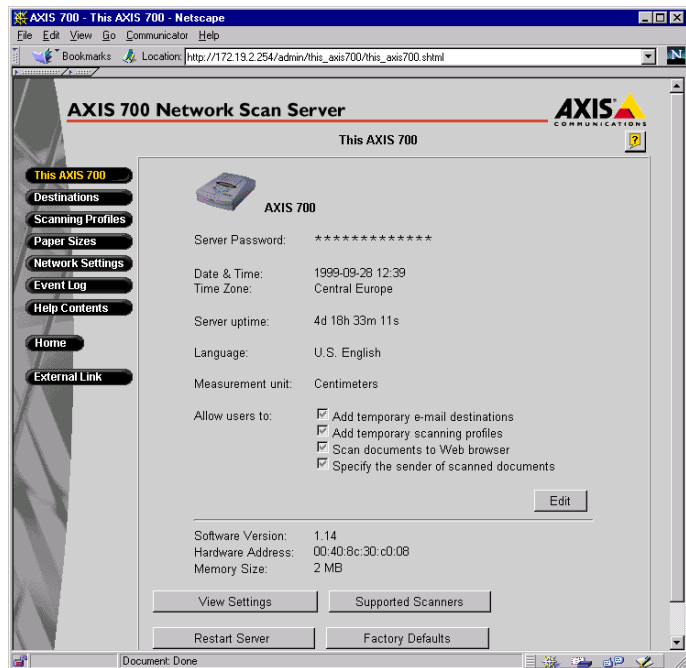 AXIS 700 - This AXIS 700 - Netscape
File Edit View Go Communicator Help
Bookmarks Location: http://172.19.2.254/admin/this_axis700/this_axis700.shtml
N
AXIS 700 Network Scan Server
AXIS
COMMUNICATIONS
This AXIS 700
?
This AXIS 700
Destinations
Scanning Profiles
Paper Sizes
Network Settings
Event Log
Help Contents
Home
External Link
AXIS 700
Server Password: *************
Date & Time: 1999-09-28 12:39
Time Zone: Central Europe
Server uptime: 4d 18h 33m 11s
Language: U.S. English
Measurement unit: Centimeters
Allow users to: Add temporary e-mail destinations
Add temporary scanning profiles
Scan documents to Web browser
Specify the sender of scanned documents
Edit
Software Version: 1.14
Hardware Address: 00:40:8c:30:c0:08
Memory Size: 2 MB
View Settings Supported Scanners
Restart Server Factory Defaults
Document: Done